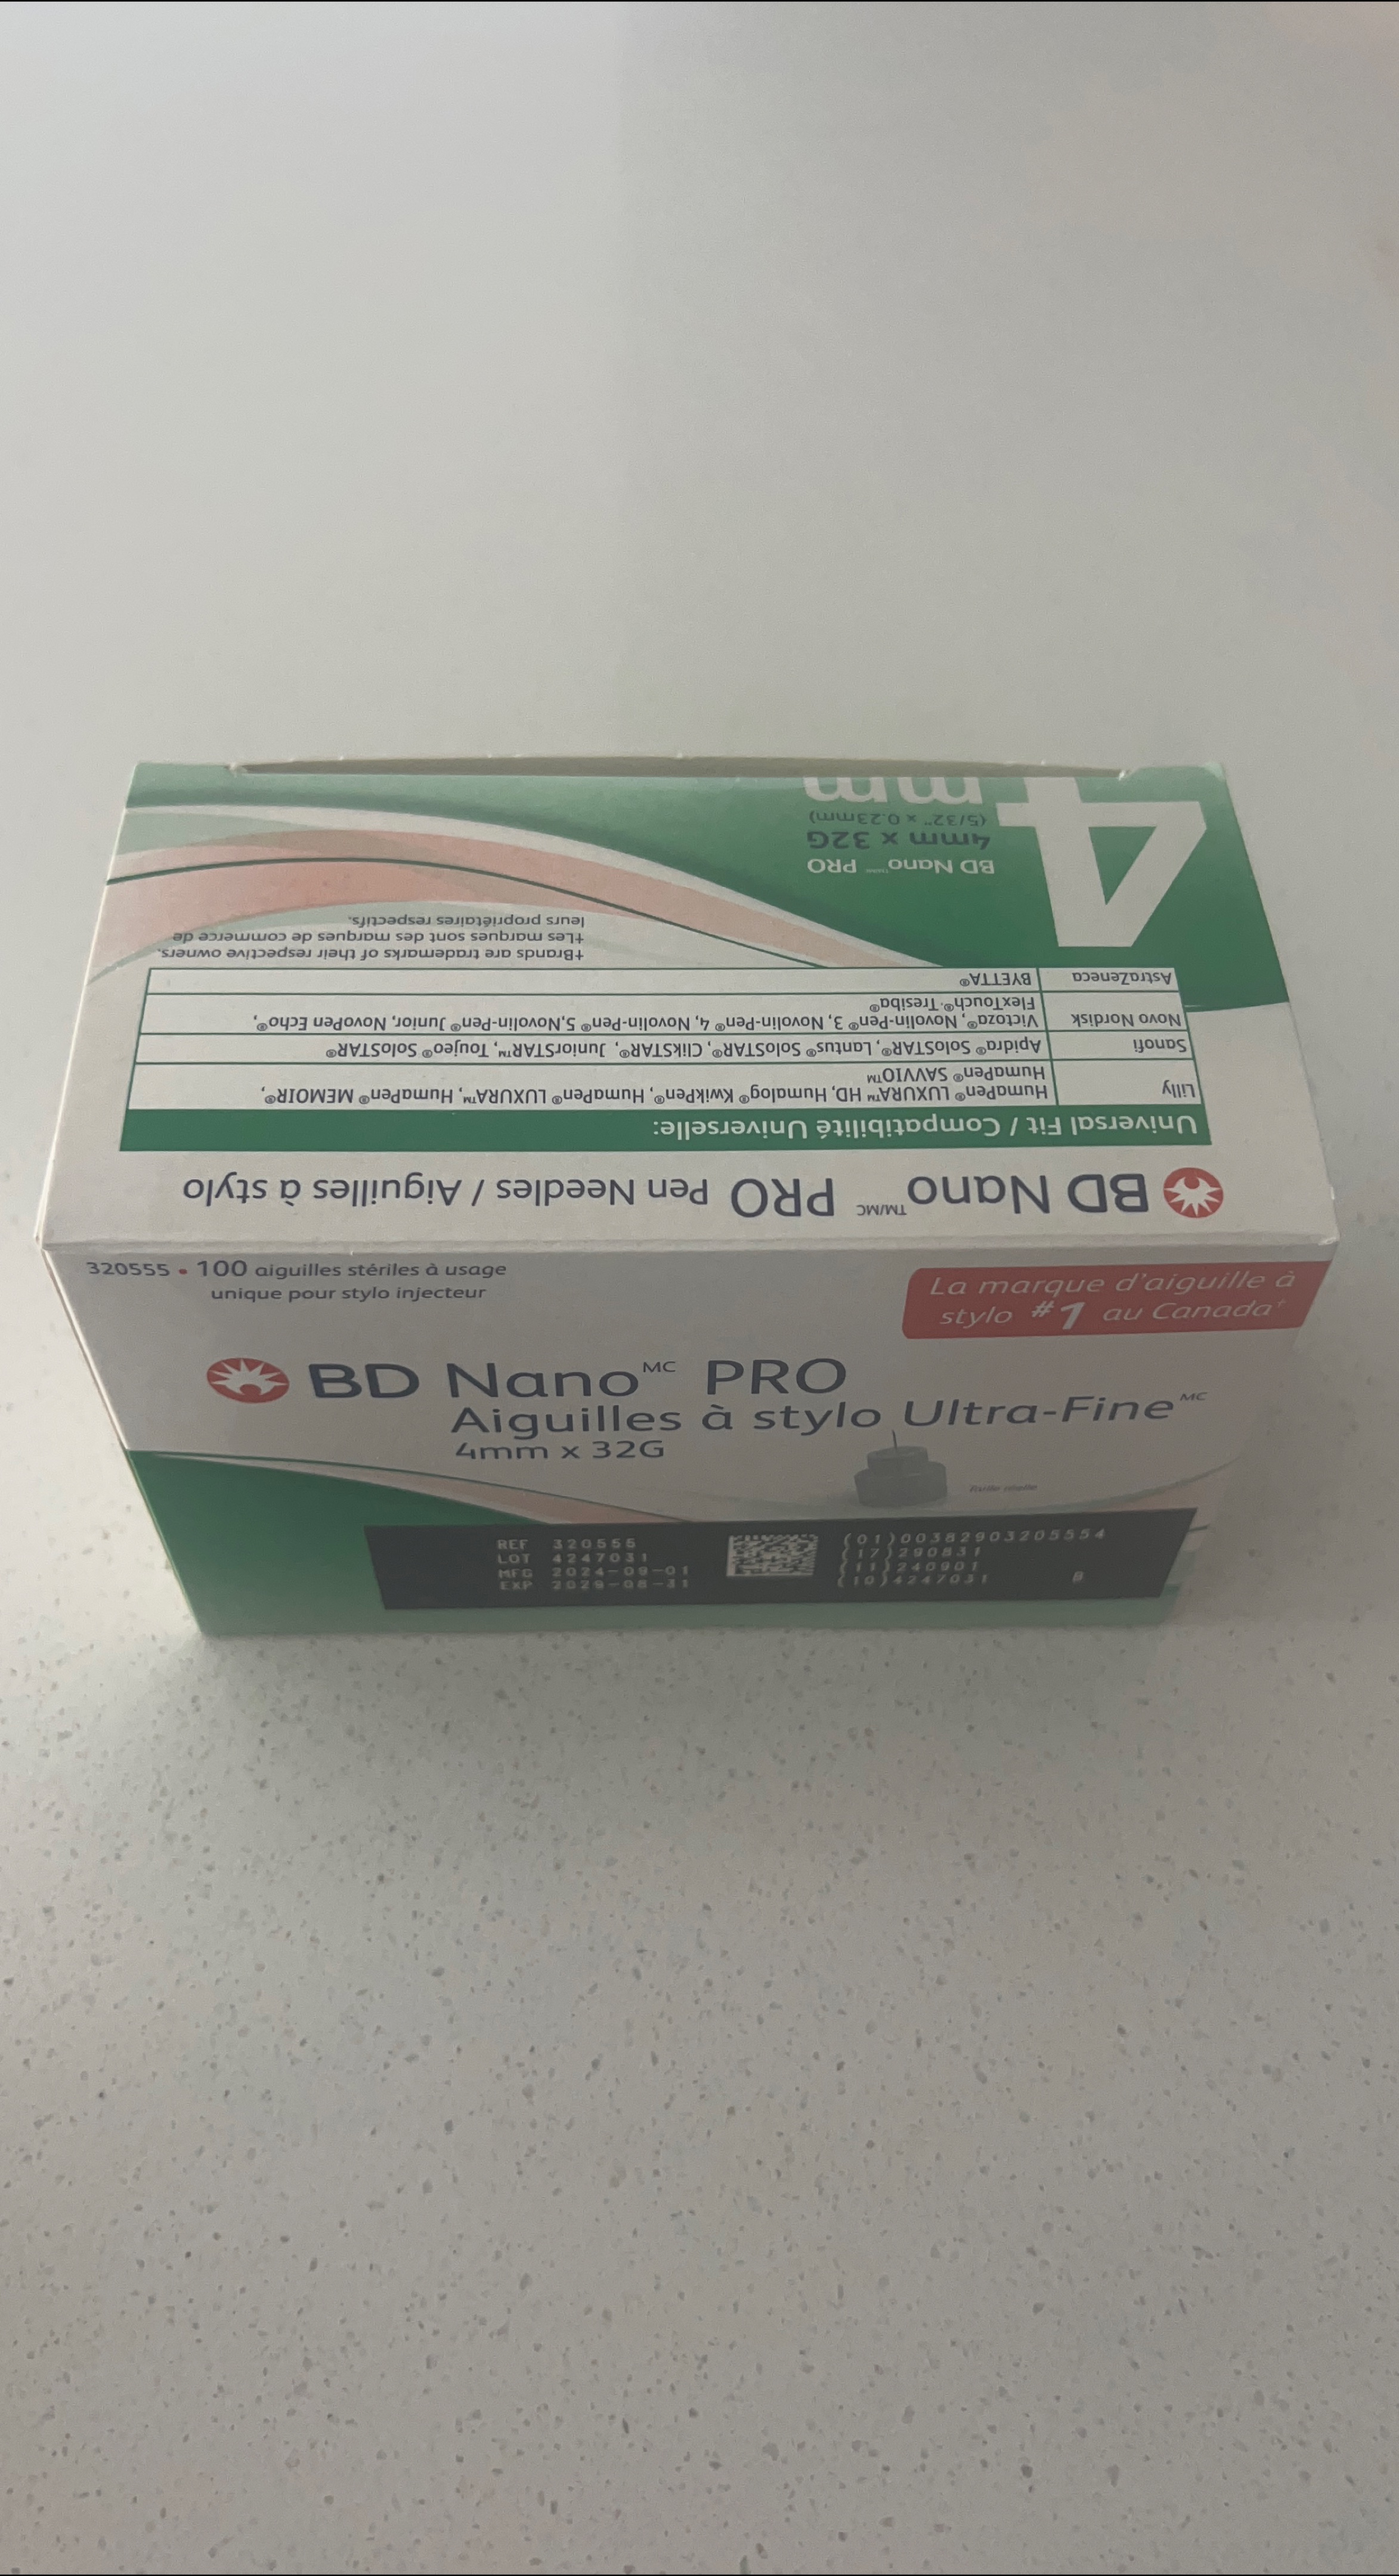 BD Nano™/MC PRO Pen Needles / Aiguilles à stylo
Universal Fit / Compatibilité Universelle:
Lilly HumaPen® LUXURA™ HD, Humalog® KwikPen®, HumaPen® LUXURA™, HumaPen® MEMOIR®,
HumaPen® SAVVIO™
Sanofi Apidra® SoloSTAR®, Lantus® SoloSTAR®, ClikSTAR®, JuniorSTAR™, Toujeo® SoloSTAR®
Novo Nordisk Victoza®, Novolin-Pen® 3, Novolin-Pen® 4, Novolin-Pen® 5,Novolin-Pen® Junior, NovoPen Echo®,
FlexTouch®, Tresiba®
AstraZeneca BYETTA®
†Brands are trademarks of their respective owners.
†Les marques sont des marques de commerce de
leurs propriétaires respectifs.
4
mm
BD Nano PRO
4mm x 32G
(5/32" x 0.23mm)
320555 • 100 aiguilles stériles à usage
unique pour stylo injecteur
La marque d'aiguille à
stylo #1 au Canada†
BD Nano MC PRO
Aiguilles à stylo Ultra-Fine MC
4mm x 32G
REF 320555
LOT 4247031
MFG 2024-09-01
EXP 2029-08-31
(01)00382903205554
(17)290831
(11)240901
(10)4247031